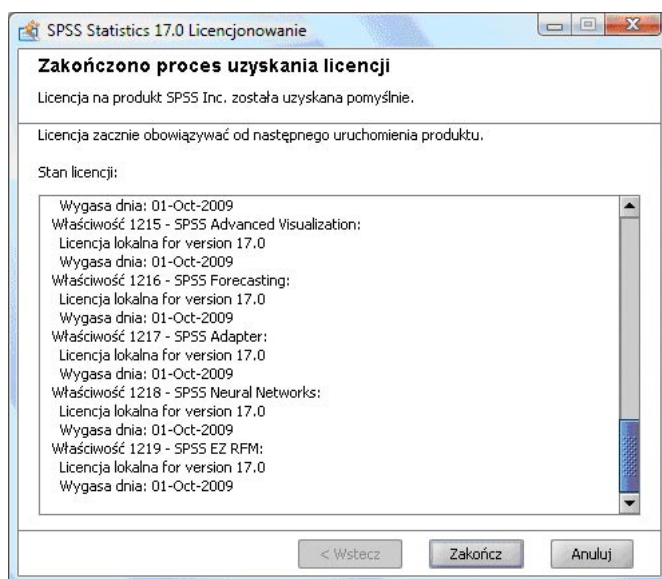 SPSS Statistics 17.0 Licencjonowanie
Zakończono proces uzyskania licencji
Licencja na produkt SPSS Inc. została uzyskana pomyślnie.
Licencja zacznie obowiązywać od następnego uruchomienia produktu.
Stan licencji:
Wygasa dnia: 01-Oct-2009
Właściwość 1215 - SPSS Advanced Visualization:
Licencja lokalna for version 17.0
Wygasa dnia: 01-Oct-2009
Właściwość 1216 - SPSS Forecasting:
Licencja lokalna for version 17.0
Wygasa dnia: 01-Oct-2009
Właściwość 1217 - SPSS Adapter:
Licencja lokalna for version 17.0
Wygasa dnia: 01-Oct-2009
Właściwość 1218 - SPSS Neural Networks:
Licencja lokalna for version 17.0
Wygasa dnia: 01-Oct-2009
Właściwość 1219 - SPSS EZ RFM:
Licencja lokalna for version 17.0
Wygasa dnia: 01-Oct-2009
< Wstecz Zakończ Anuluj